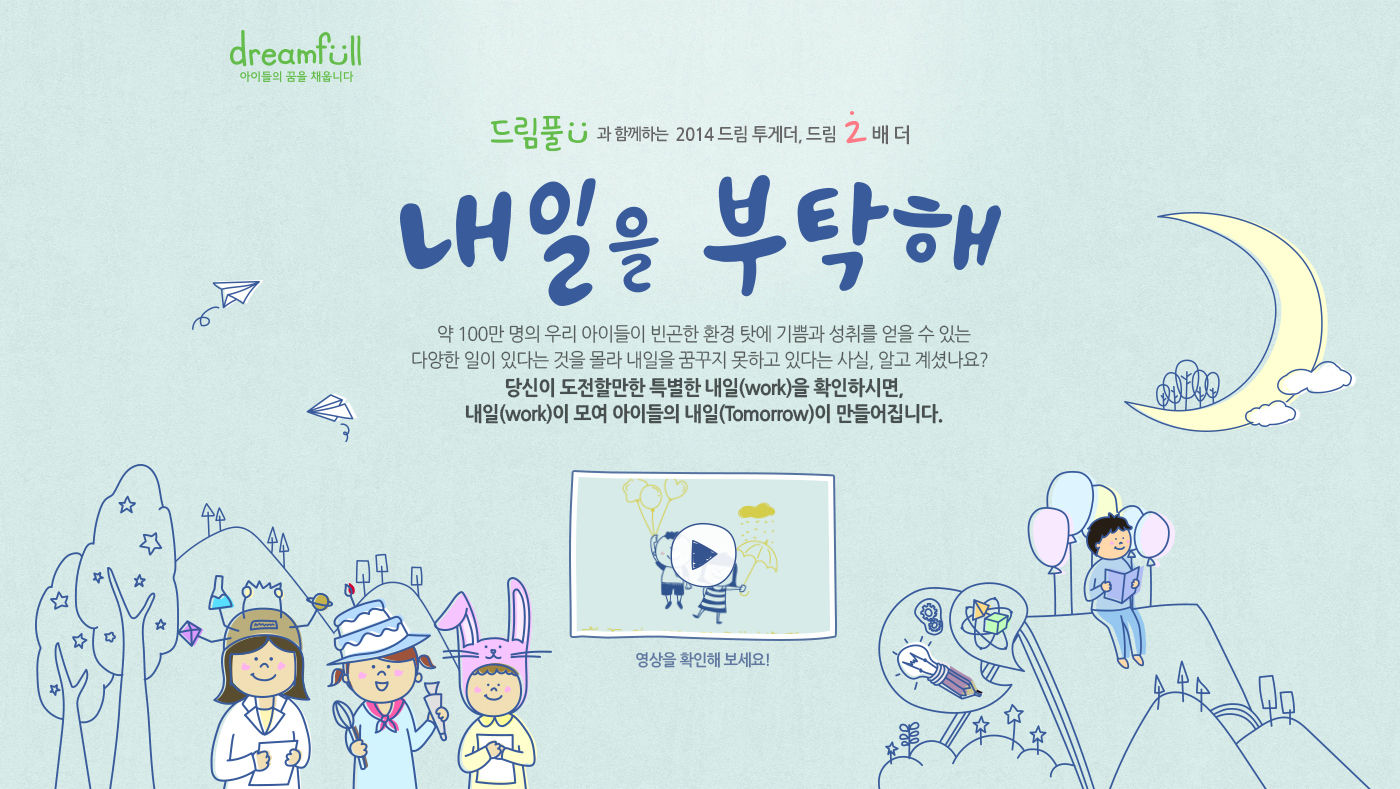 dreamfüll
아이들의 꿈을 채웁니다
드림풀 과 함께하는 2014 드림 투게더, 드림 2 배 더
내일을 부탁해
약 100만 명의 우리 아이들이 빈곤한 환경 탓에 기쁨과 성취를 얻을 수 있는
다양한 일이 있다는 것을 몰라 내일을 꿈꾸지 못하고 있다는 사실, 알고 계셨나요?
당신이 도전할만한 특별한 내일(work)을 확인하시면,
내일(work)이 모여 아이들의 내일(Tomorrow)이 만들어집니다.
영상을 확인해 보세요!